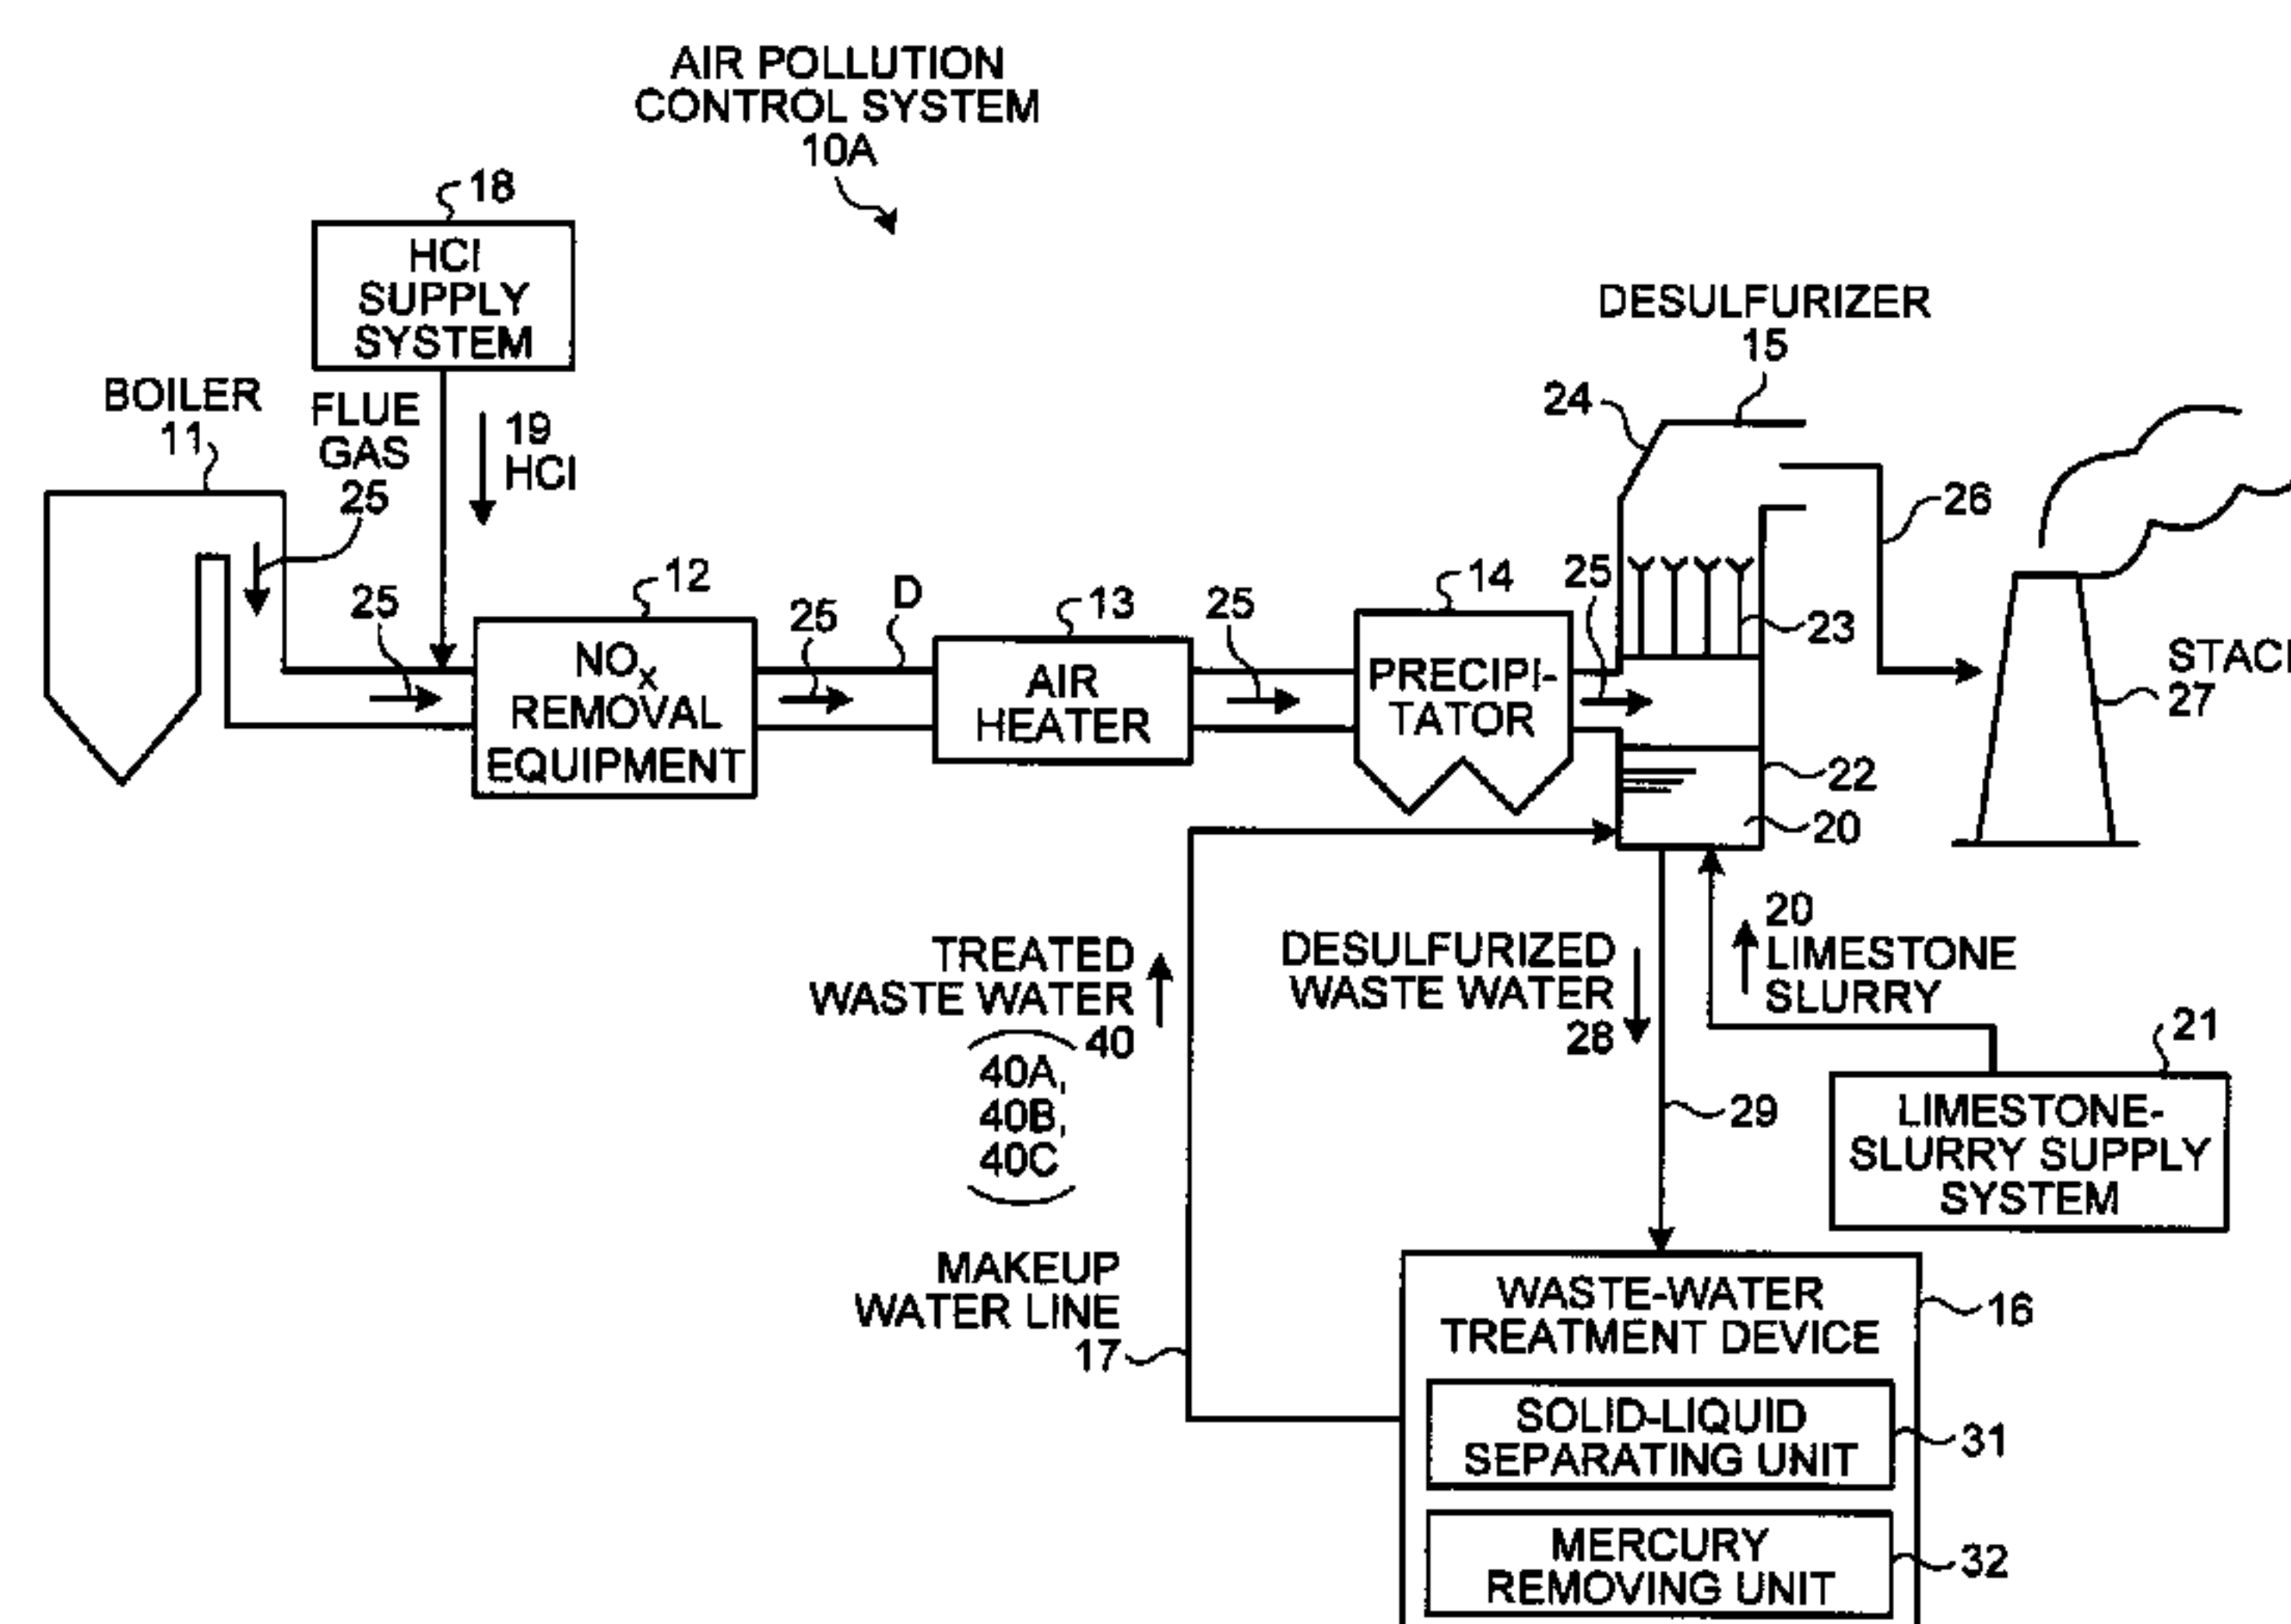 AIR POLLUTION
CONTROL SYSTEM
10A
18
HCl
SUPPLY
SYSTEM
BOILER
11
FLUE
GAS
25
19
HCl
DESULFURIZER
15
24
26
25
12
NOx
REMOVAL
EQUIPMENT
25
D
13
AIR
HEATER
25
14
PRECIPI-
TATOR
25
23
22
20
STACK
27
TREATED
WASTE WATER
40
40A,
40B,
40C
DESULFURIZED
WASTE WATER
28
20
LIMESTONE
SLURRY
21
LIMESTONE-
SLURRY SUPPLY
SYSTEM
29
MAKEUP
WATER LINE
17
WASTE-WATER
TREATMENT DEVICE
16
SOLID-LIQUID
SEPARATING UNIT
31
MERCURY
REMOVING UNIT
32